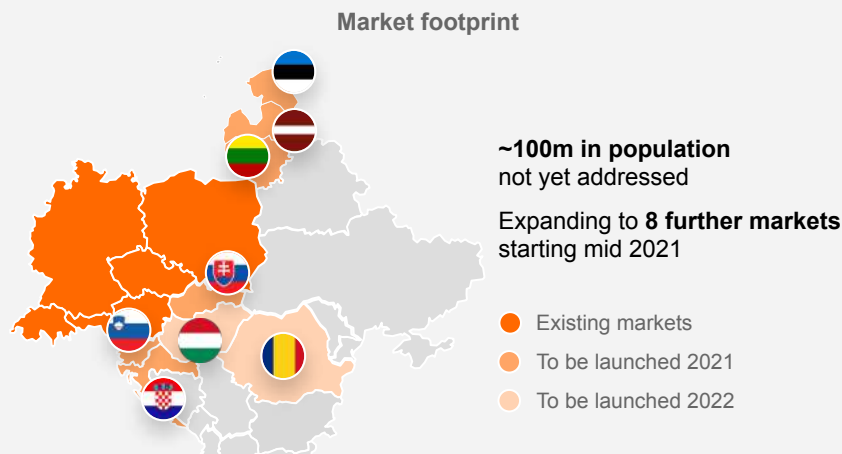 Market footprint
~100m in population
not yet addressed
Expanding to 8 further markets
starting mid 2021
Existing markets
To be launched 2021
To be launched 2022